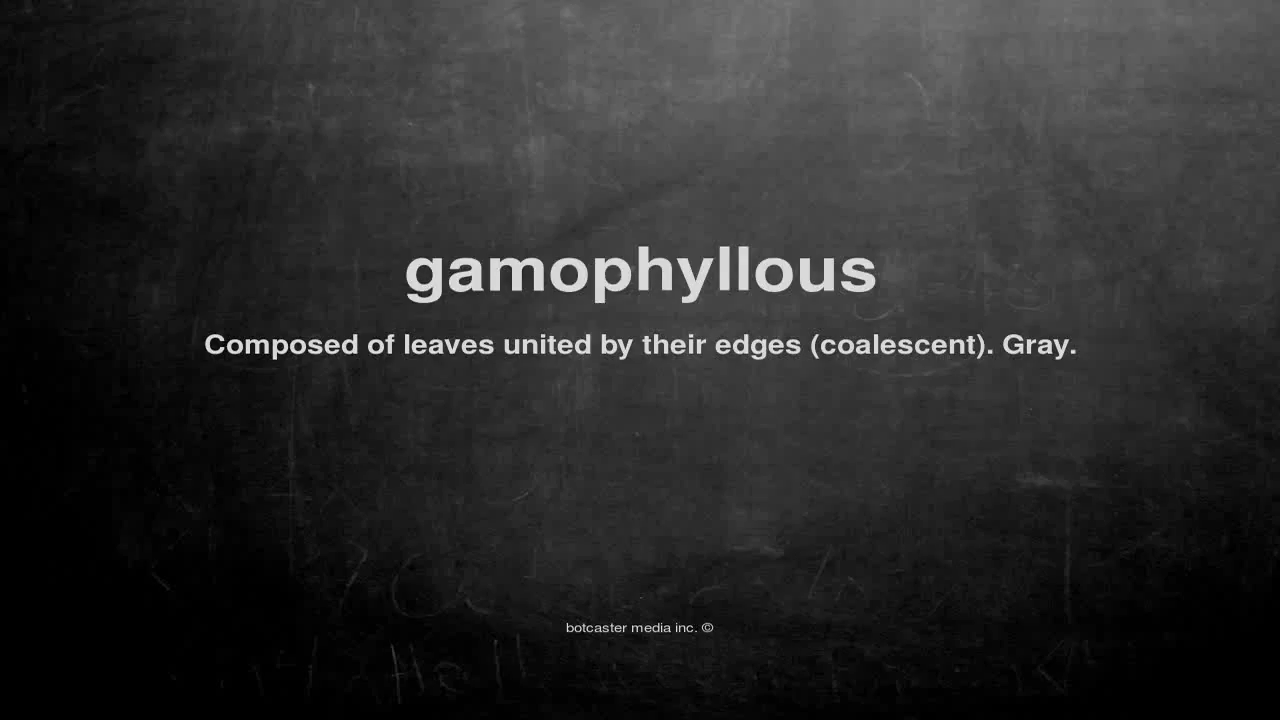 gamophyllous
Composed of leaves united by their edges (coalescent). Gray.
botcaster media inc. ©